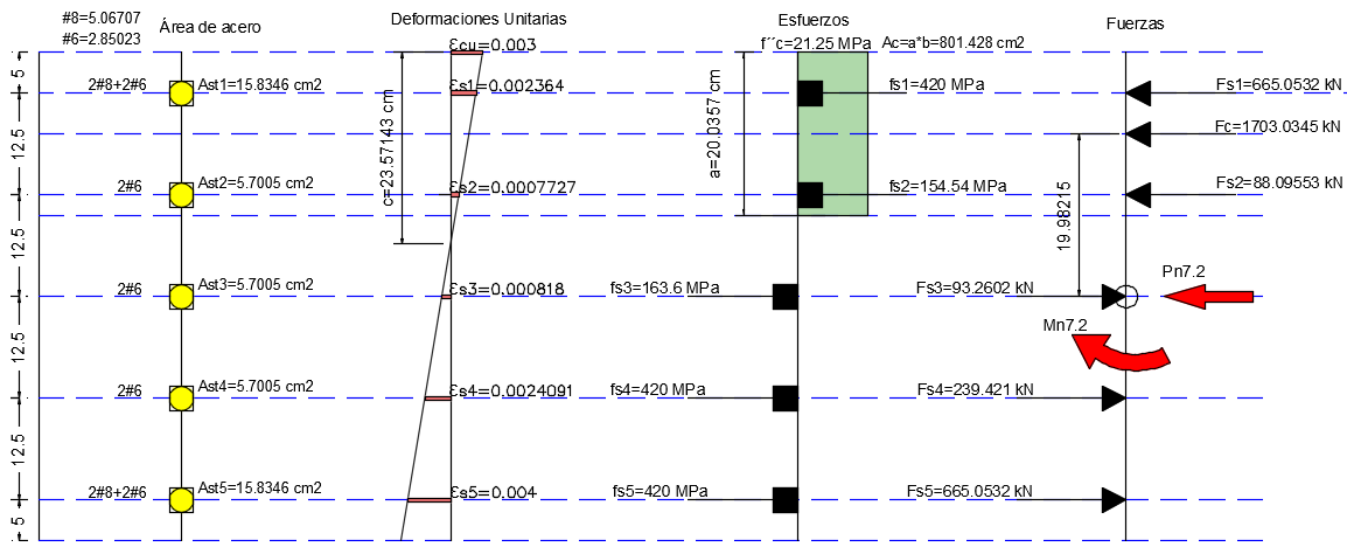 #8=5.06707
#6=2.85023
Área de acero
Deformaciones Unitarias
Esfuerzos
Fuerzas
Ecu=0.003
f´´c=21.25 MPa
Ac=a*b=801.428 cm2
5
2#8+2#6
Ast1=15.8346 cm2
Es1=0.002364
fs1=420 MPa
Fs1=665.0532 kN
12.5
c=23.57143 cm
a=20.0357 cm
Fc=1703.0345 kN
2#6
Ast2=5.7005 cm2
Es2=0.0007727
fs2=154.54 MPa
Fs2=88.09553 kN
19.98215
12.5
2#6
Ast3=5.7005 cm2
Es3=0.000818
fs3=163.6 MPa
Fs3=93.2602 kN
Pn7.2
Mn7.2
12.5
2#6
Ast4=5.7005 cm2
Es4=0.0024091
fs4=420 MPa
Fs4=239.421 kN
12.5
2#8+2#6
Ast5=15.8346 cm2
Es5=0.004
fs5=420 MPa
Fs5=665.0532 kN
5